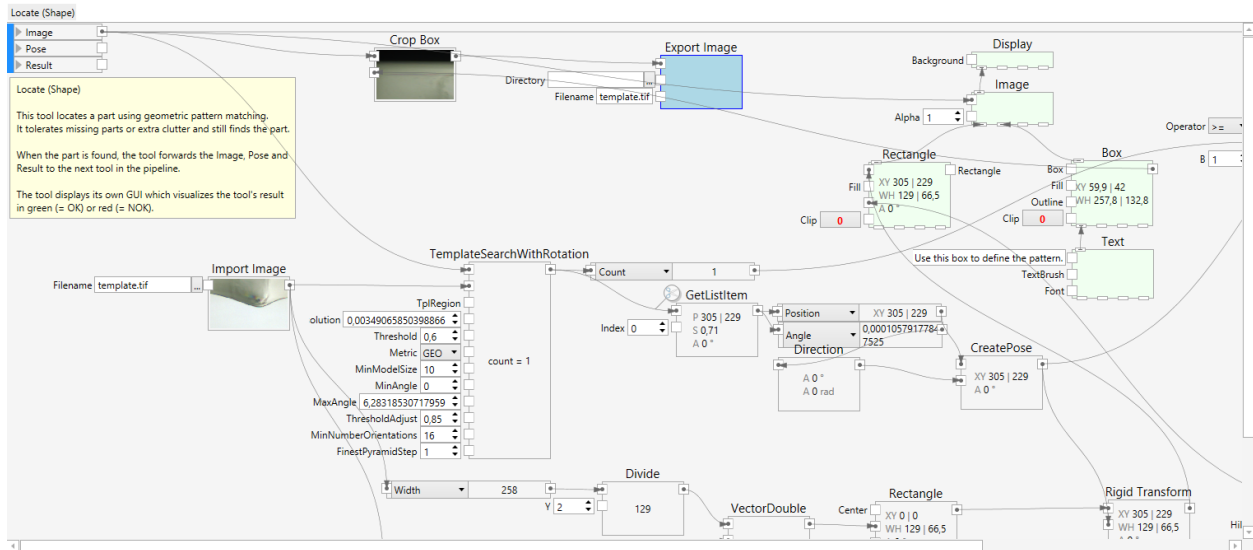 Locate (Shape)
Image
Pose
Result
Locate (Shape)
This tool locates a part using geometric pattern matching.
It tolerates missing parts or extra clutter and still finds the part.
When the part is found, the tool forwards the Image, Pose and
Result to the next tool in the pipeline.
The tool displays its own GUI which visualizes the tool's result
in green (= OK) or red (= NOK).
Crop Box
Export Image
Directory
...
Filename template.tif
Display
Background
Image
Alpha 1
Operator >=
B 1
Rectangle
Rectangle
Fill
XY 305 | 229
WH 129 | 66,5
A 0 °
Clip 0
Box
Box
Fill
Outline
XY 59,9 | 42
WH 257,8 | 132,8
Clip 0
Text
Use this box to define the pattern.
TextBrush
Font
Import Image
Filename template.tif ...
TemplateSearchWithRotation
TplRegion
olution 0,00349065850398866
Threshold 0,6
Metric GEO
MinModelSize 10
MinAngle 0
MaxAngle 6,28318530717959
ThresholdAdjust 0,85
MinNumberOrientations 16
FinestPyramidStep 1
count = 1
Count 1
GetListItem
Index 0
P 305 | 229
S 0,71
A 0 °
Position XY 305 | 229
Angle 0,0001057917784
7525
Direction
A 0 °
A 0 rad
CreatePose
XY 305 | 229
A 0 °
Width 258
Divide
Y 2
129
VectorDouble
Rectangle
Center
XY 0 | 0
WH 129 | 66,5
Rigid Transform
XY 305 | 229
WH 129 | 66,5
A 0 °
Hil